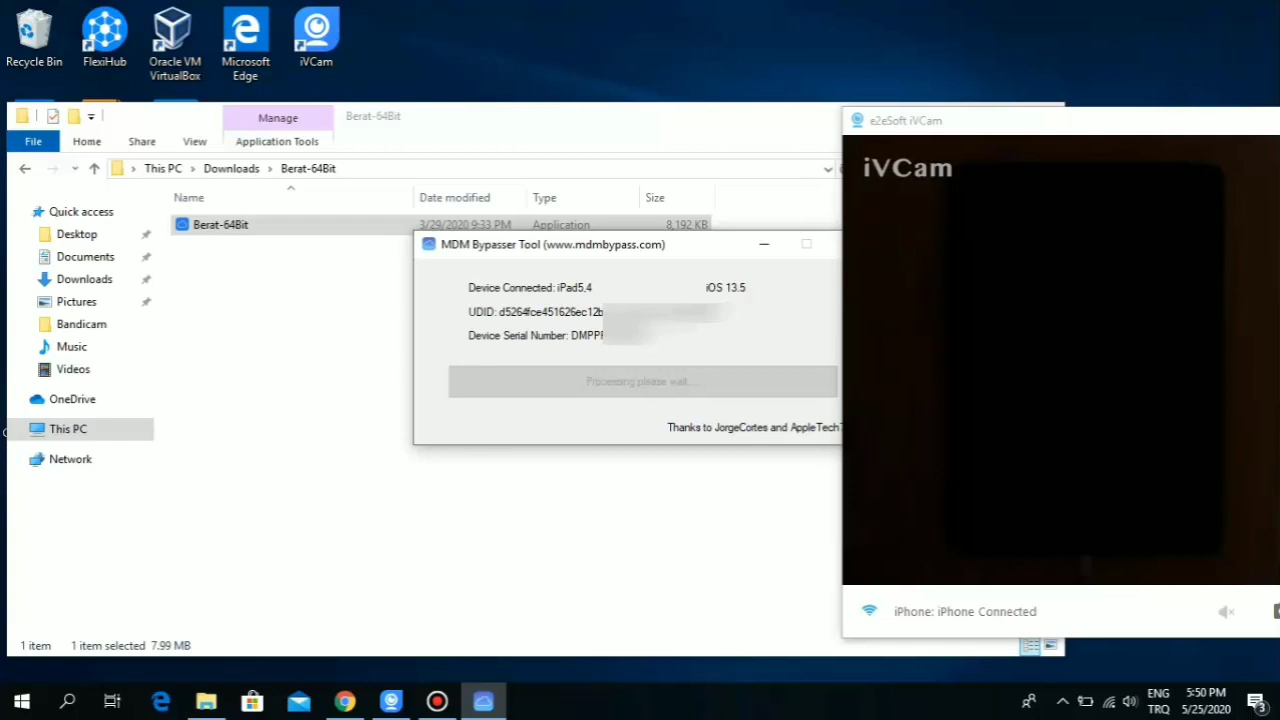 Recycle Bin
FlexiHub
Oracle VM
VirtualBox
Microsoft
Edge
iVCam
Manage
Berat-64Bit
File
Home
Share
View
Application Tools
This PC > Downloads > Berat-64Bit
Name
Date modified
Type
Size
Berat-64Bit
3/29/2020 9:33 PM
Application
8,192 KB
Quick access
Desktop
Documents
Downloads
Pictures
Bandicam
Music
Videos
OneDrive
This PC
Network
1 item
1 item selected 7.99 MB
MDM Bypasser Tool (www.mdmbypass.com)
Device Connected: iPad5,4
iOS 13.5
UDID: d5264fce451626ec12b
Device Serial Number: DMPP
Processing please wait....
Thanks to JorgeCortes and AppleTech
e2eSoft iVCam
iVCam
iPhone: iPhone Connected
ENG
TRQ
5:50 PM
5/25/2020
3